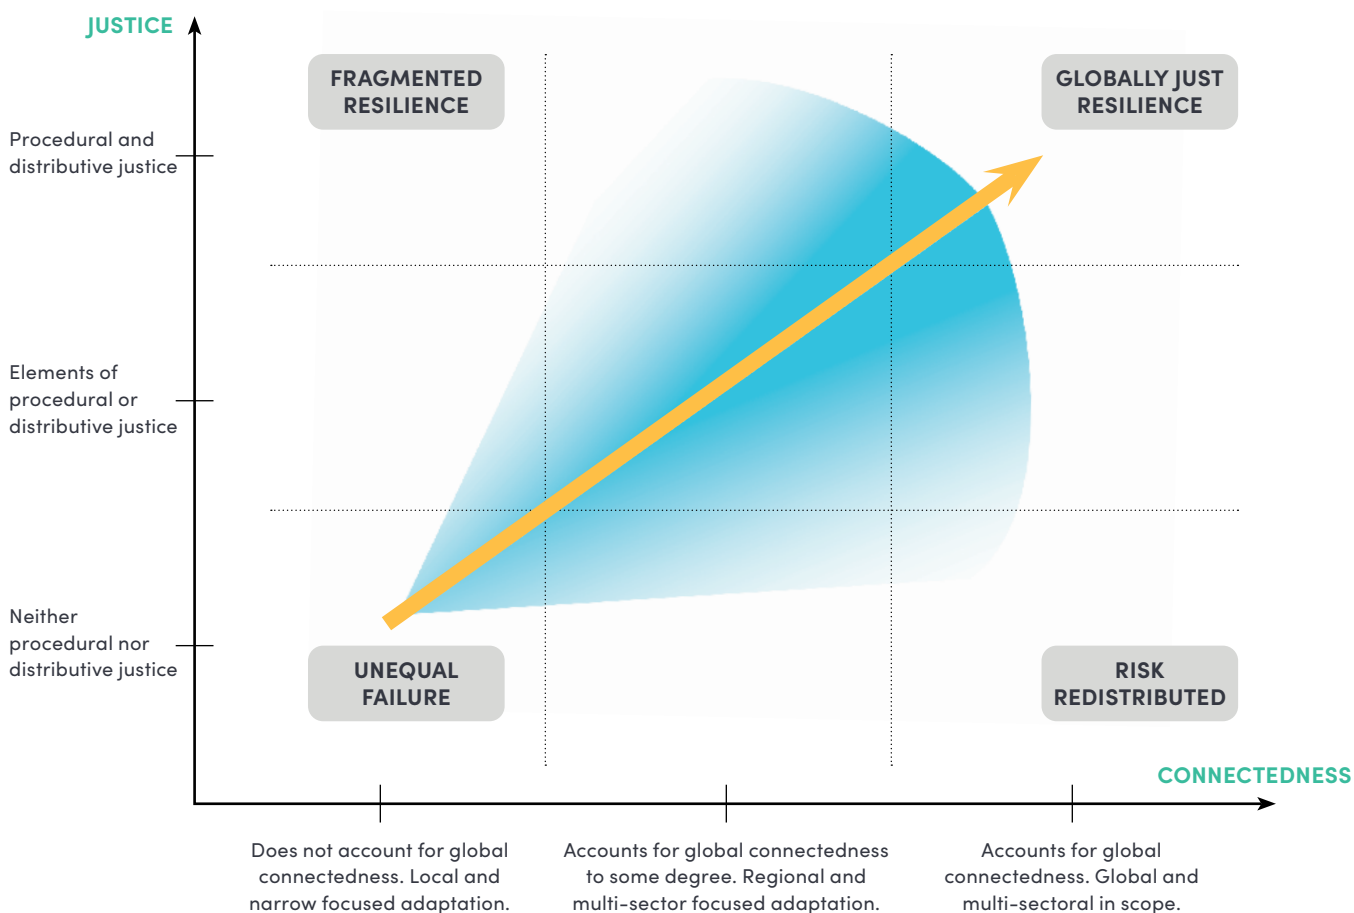 JUSTICE
FRAGMENTED
RESILIENCE
GLOBALLY JUST
RESILIENCE
Procedural and
distributive justice
Elements of
procedural or
distributive justice
Neither
procedural nor
distributive justice
UNEQUAL
FAILURE
RISK
REDISTRIBUTED
CONNECTEDNESS
Does not account for global
connectedness. Local and
narrow focused adaptation.
Accounts for global connectedness
to some degree. Regional and
multi-sector focused adaptation.
Accounts for global
connectedness. Global and
multi-sectoral in scope.